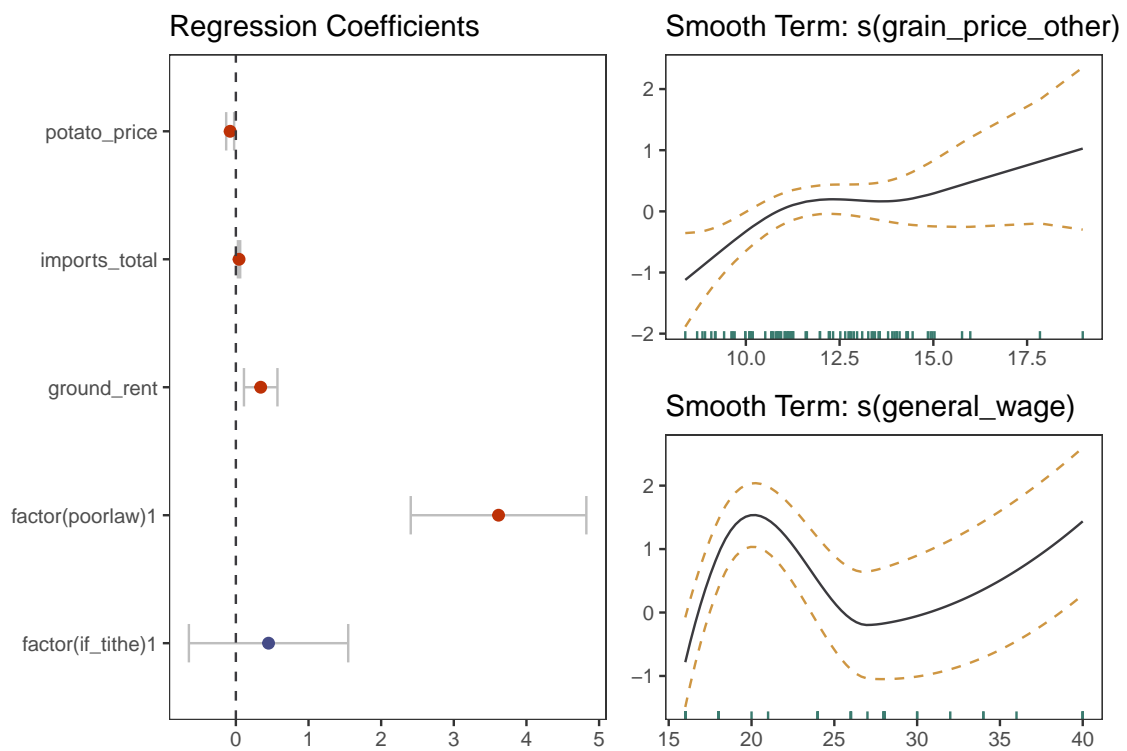 Regression Coefficients
potato_price
imports_total
ground_rent
factor(poorlaw)1
factor(if_tithe)1
0 1 2 3 4 5
Smooth Term: s(grain_price_other)
2
1
0
−1
−2
10.0 12.5 15.0 17.5
Smooth Term: s(general_wage)
2
1
0
−1
15 20 25 30 35 40